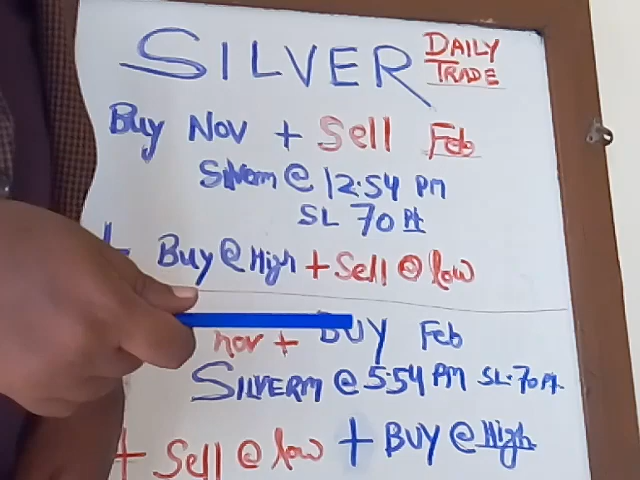 SILVER DAILY TRADE
Buy Nov + Sell Feb
Silverm @ 12:54 PM
SL 70 Pt
+ Buy @ High + Sell @ low
nov + BUY Feb
SILVERM @ 5:54 PM SL:70 Pt.
+ Sell @ low + BUY @ High